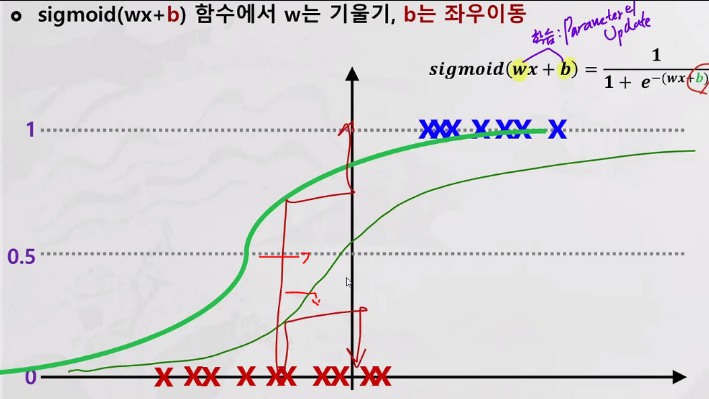 sigmoid(wx+b) 함수에서 w는 기울기, b는 좌우이동
학습 : Parameter의
Update
sigmoid(wx + b) = 1 / 1 + e^-(wx+b)
1 XXX X XX X
0.5
0 X XX X XX XX XX